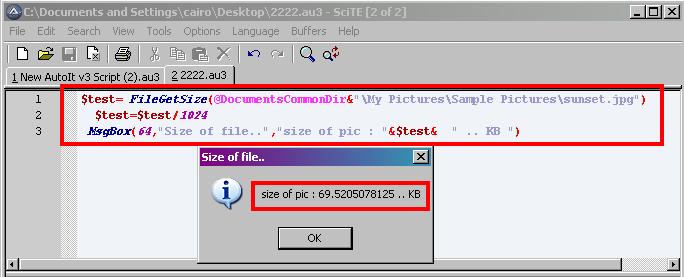 C:\Documents and Settings\cairo\Desktop\2222.au3 - SciTE [2 of 2]
File Edit Search View Tools Options Language Buffers Help
1 New AutoIt v3 Script (2).au3 2 2222.au3
1 $test= FileGetSize(@DocumentsCommonDir&"\My Pictures\Sample Pictures\sunset.jpg")
2 $test=$test/1024
3 MsgBox(64,"Size of file..","size of pic : "&$test& " .. KB ")
Size of file..
size of pic : 69.5205078125 .. KB
OK